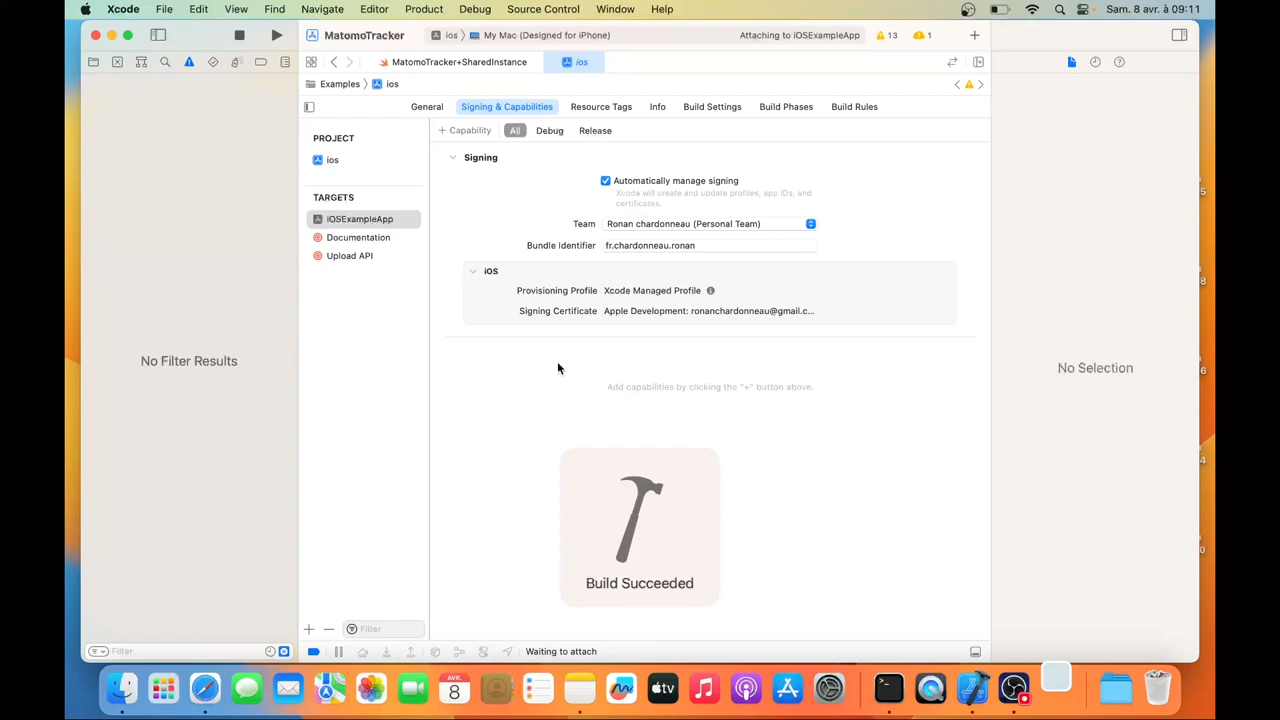 Xcode File Edit View Find Navigate Editor Product Debug Source Control Window Help Sam. 8 avr. à 09:11
MatomoTracker ios 〉 My Mac (Designed for iPhone) Attaching to iOSExampleApp 13 1
MatomoTracker+SharedInstance ios
Examples 〉 ios
General Signing & Capabilities Resource Tags Info Build Settings Build Phases Build Rules
+ Capability All Debug Release
PROJECT
ios
TARGETS
iOSExampleApp
Documentation
Upload API
Signing
Automatically manage signing
Xcode will create and update profiles, app IDs, and
certificates.
Team Ronan chardonneau (Personal Team)
Bundle Identifier fr.chardonneau.ronan
iOS
Provisioning Profile Xcode Managed Profile
Signing Certificate Apple Development: ronanchardonneau@gmail.c...
Add capabilities by clicking the "+" button above.
No Filter Results
No Selection
Build Succeeded
Filter
Filter
Waiting to attach
AVR.
8
tv